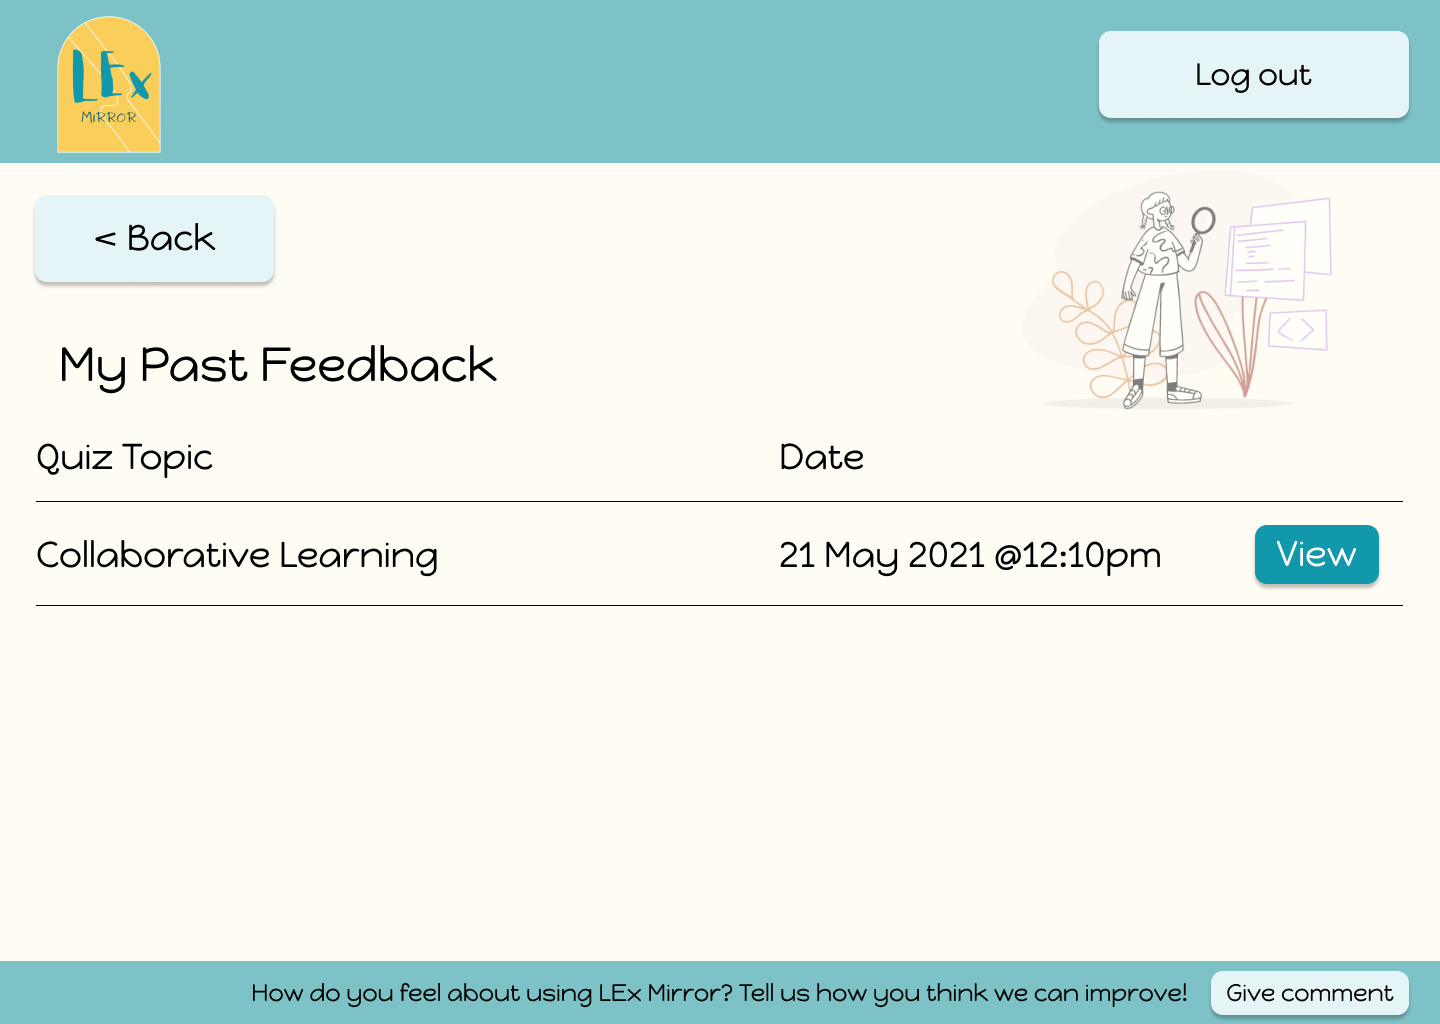 LEx
MIRROR
Log out
< Back
My Past Feedback
Quiz Topic
Date
Collaborative Learning
21 May 2021 @12:10pm
View
< >
How do you feel about using LEx Mirror? Tell us how you think we can improve!
Give comment